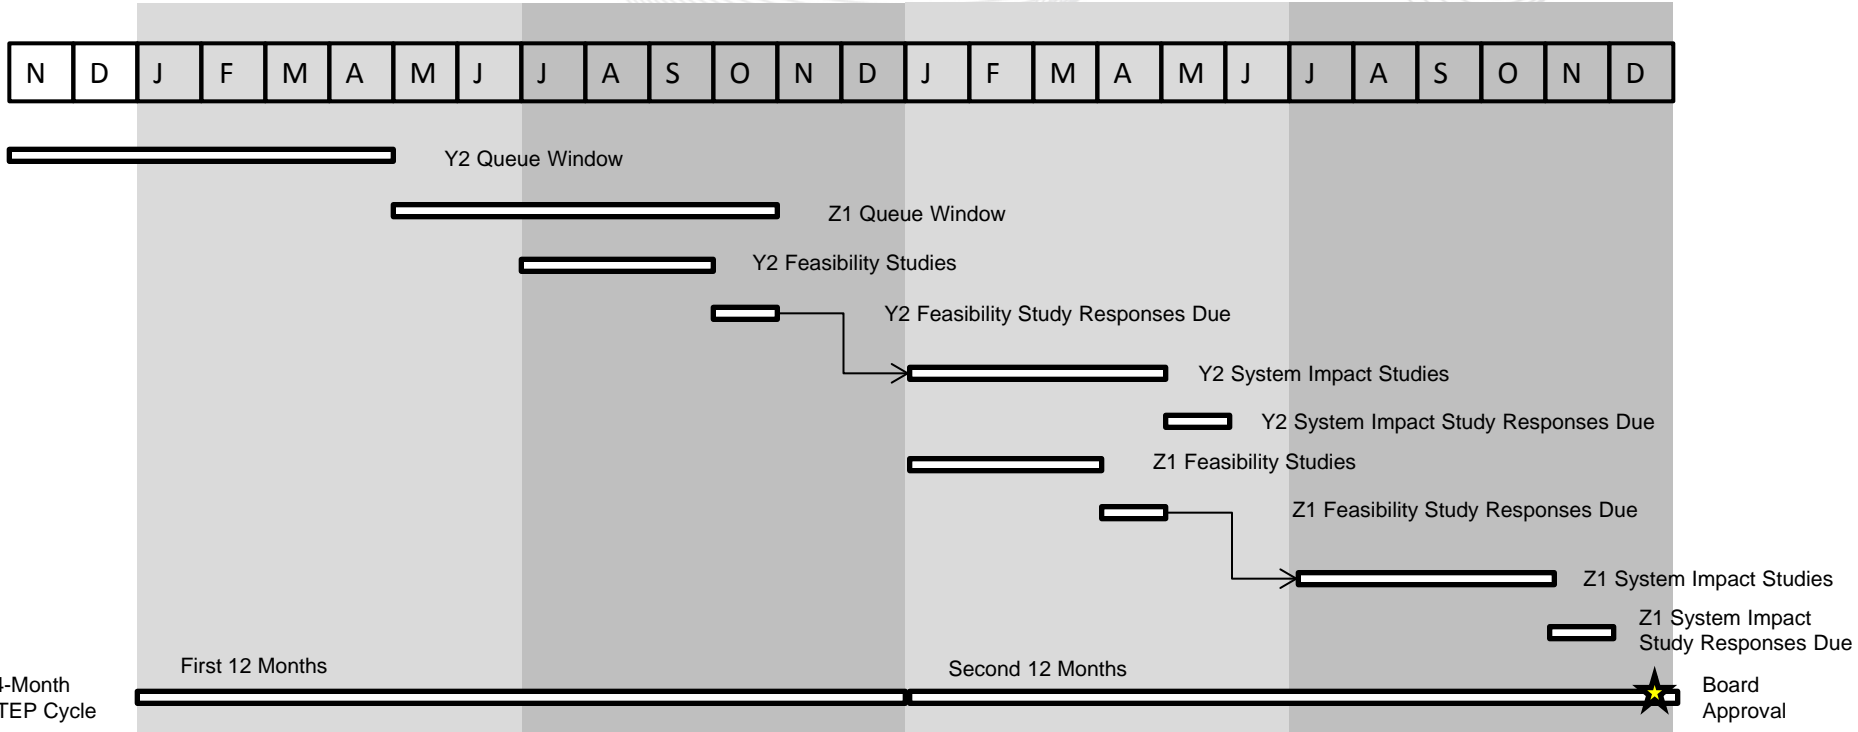 N D J F M A M J J A S O N D J F M A M J J A S O N D
Y2 Queue Window
Z1 Queue Window
Y2 Feasibility Studies
Y2 Feasibility Study Responses Due
Y2 System Impact Studies
Y2 System Impact Study Responses Due
Z1 Feasibility Studies
Z1 Feasibility Study Responses Due
Z1 System Impact Studies
Z1 System Impact
Study Responses Due
First 12 Months
Second 12 Months
4-Month
TEP Cycle
Board
Approval